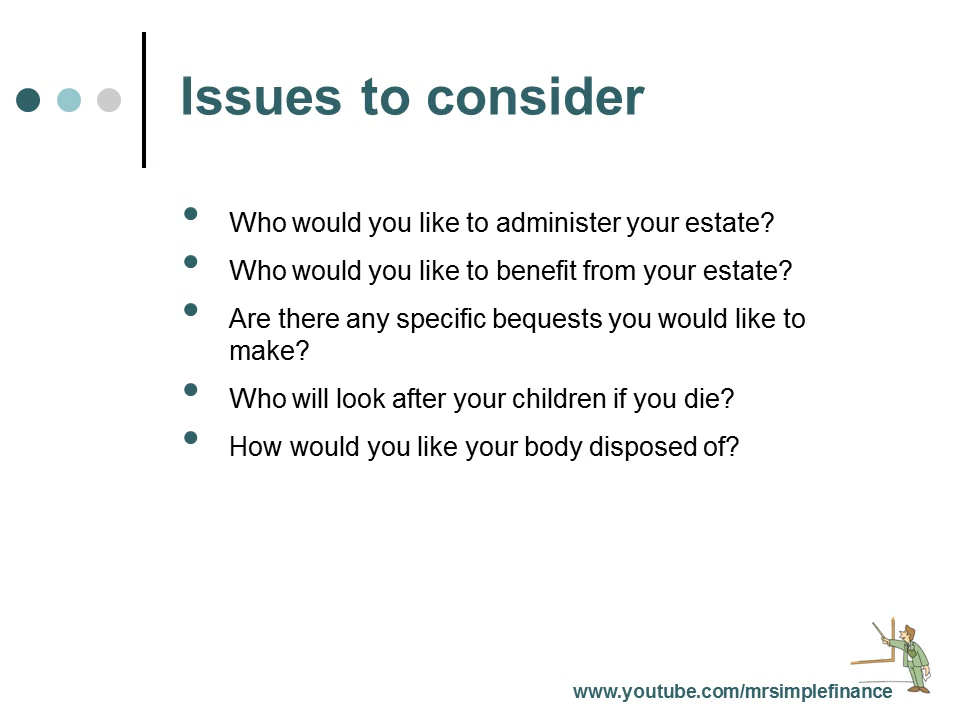 Issues to consider
• Who would you like to administer your estate?
• Who would you like to benefit from your estate?
• Are there any specific bequests you would like to
make?
• Who will look after your children if you die?
• How would you like your body disposed of?
www.youtube.com/mrsimplefinance